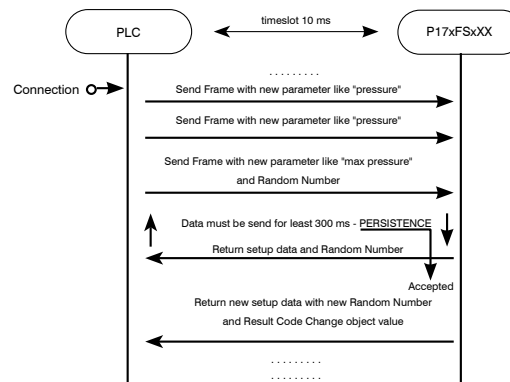 PLC
timeslot 10 ms
P17xFSxXX
. . . . . . . . .
Connection
Send Frame with new parameter like "pressure"
Send Frame with new parameter like "pressure"
Send Frame with new parameter like "max pressure"
and Random Number
Data must be send for least 300 ms - PERSISTENCE
Return setup data and Random Number
Accepted
Return new setup data with new Random Number
and Result Code Change object value
. . . . . . . . .
. . . . . . . . .